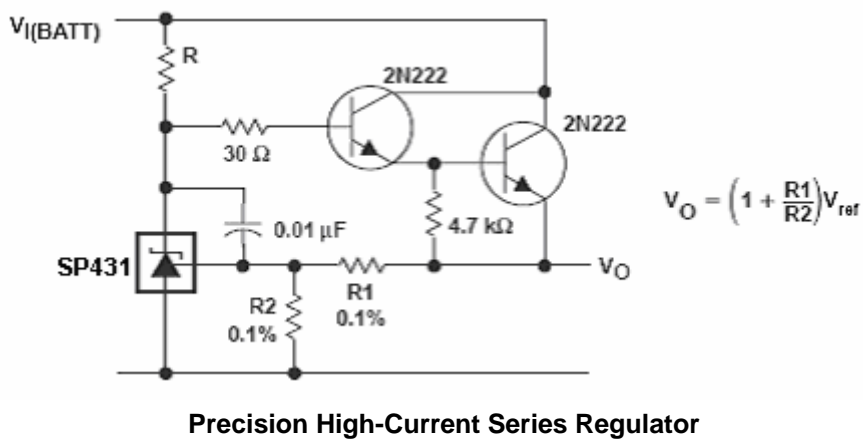 V_I(BATT)
R
2N222
2N222
30 Ω
0.01 μF
4.7 kΩ
V_O = (1 + R1/R2)V_ref
SP431
R2
0.1%
R1
0.1%
V_O
Precision High-Current Series Regulator